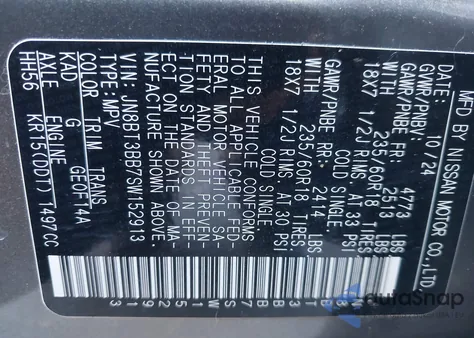 MFD BY NISSAN MOTOR CO.,LTD
DATE: 10/24
GVWR/PNBV: 4773 LBS
GAWR/PNBE FR: 2513 LBS
WITH 235/60R18 TIRES
18X7 1/2J RIMS AT 33 PSI
COLD SINGLE
GAWR/PNBE RR: 2414 LBS
WITH 235/60R18 TIRES
18X7 1/2J RIMS AT 30 PSI
COLD SINGLE
THIS VEHICLE CONFORMS
TO ALL APPLICABLE FED-
ERAL MOTOR VEHICLE SA-
FETY AND THEFT PREVEN-
TION STANDARDS IN EFF-
ECT ON THE DATE OF MA-
NUFACTURE SHOWN ABOVE.
JN8BT3BB7SW152913
TYPE:MPV
COLOR TRIM TRANS
KAD G GE0F14A
AXLE ENGINE
HH56 KR15(DDT) 1497CC
JN8BT3BB7SW152913
autoSnap